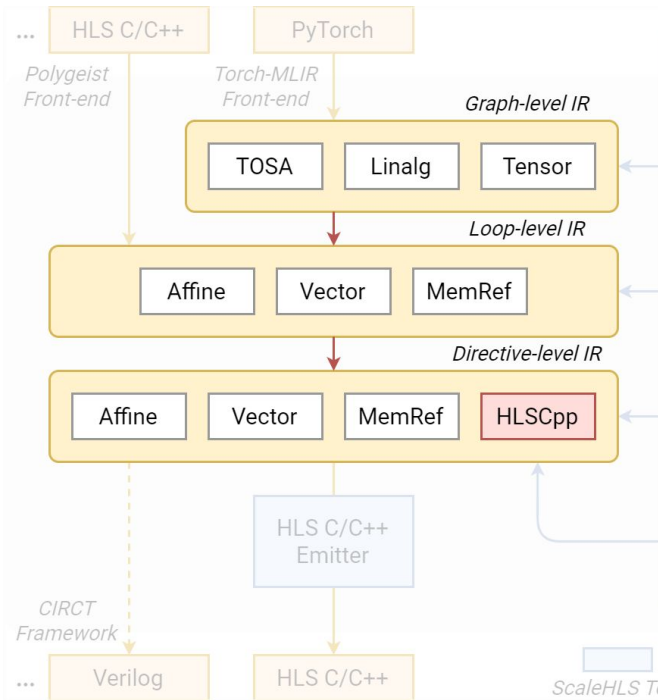 ... HLS C/C++ PyTorch
Polygeist
Front-end
Torch-MLIR
Front-end
Graph-level IR
TOSA Linalg Tensor
Loop-level IR
Affine Vector MemRef
Directive-level IR
Affine Vector MemRef HLSCpp
HLS C/C++
Emitter
CIRCT
Framework
... Verilog HLS C/C++
ScaleHLS T